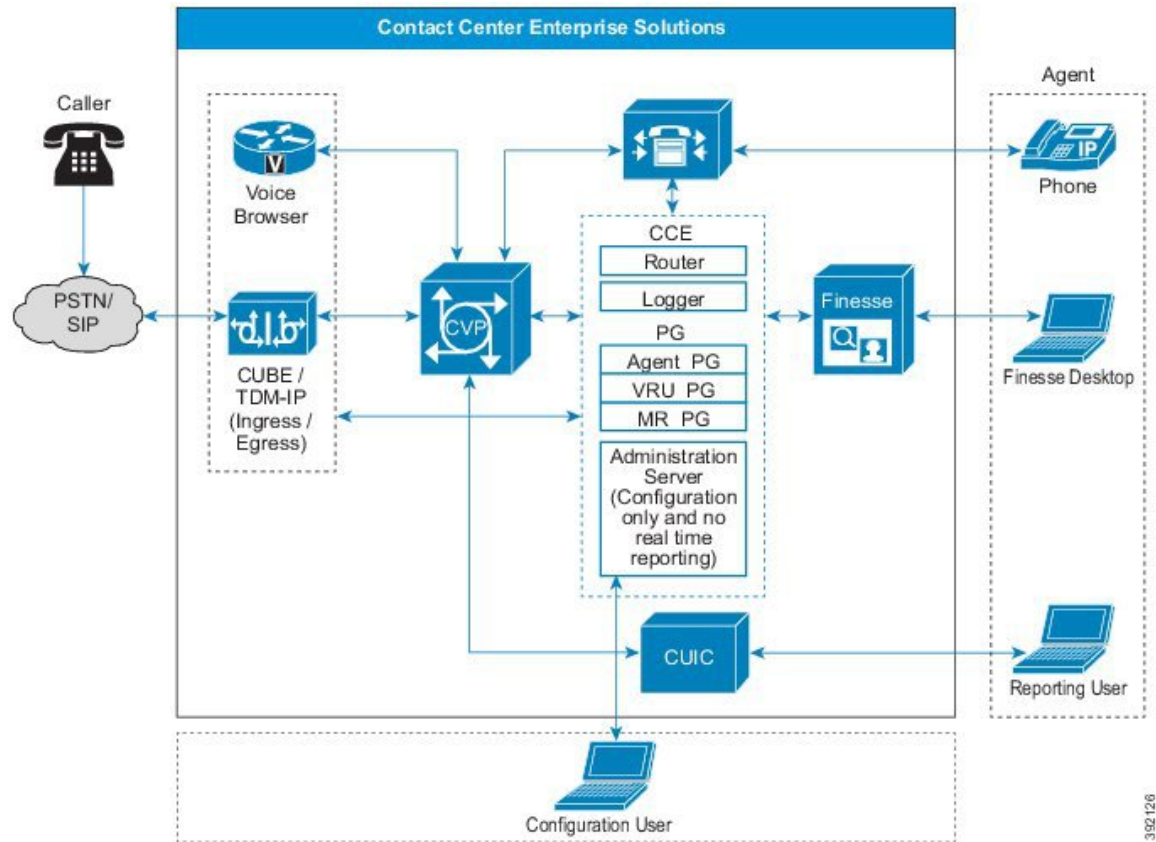 Contact Center Enterprise Solutions
Caller
PSTN/
SIP
Voice
Browser
V
CUBE /
TDM-IP
(Ingress /
Egress)
CVP
CCE
Router
Logger
PG
Agent PG
VRU PG
MR PG
Administration
Server
(Configuration
only and no
real time
reporting)
Finesse
CUIC
Agent
IP
Phone
Finesse Desktop
Reporting User
Configuration User
392126